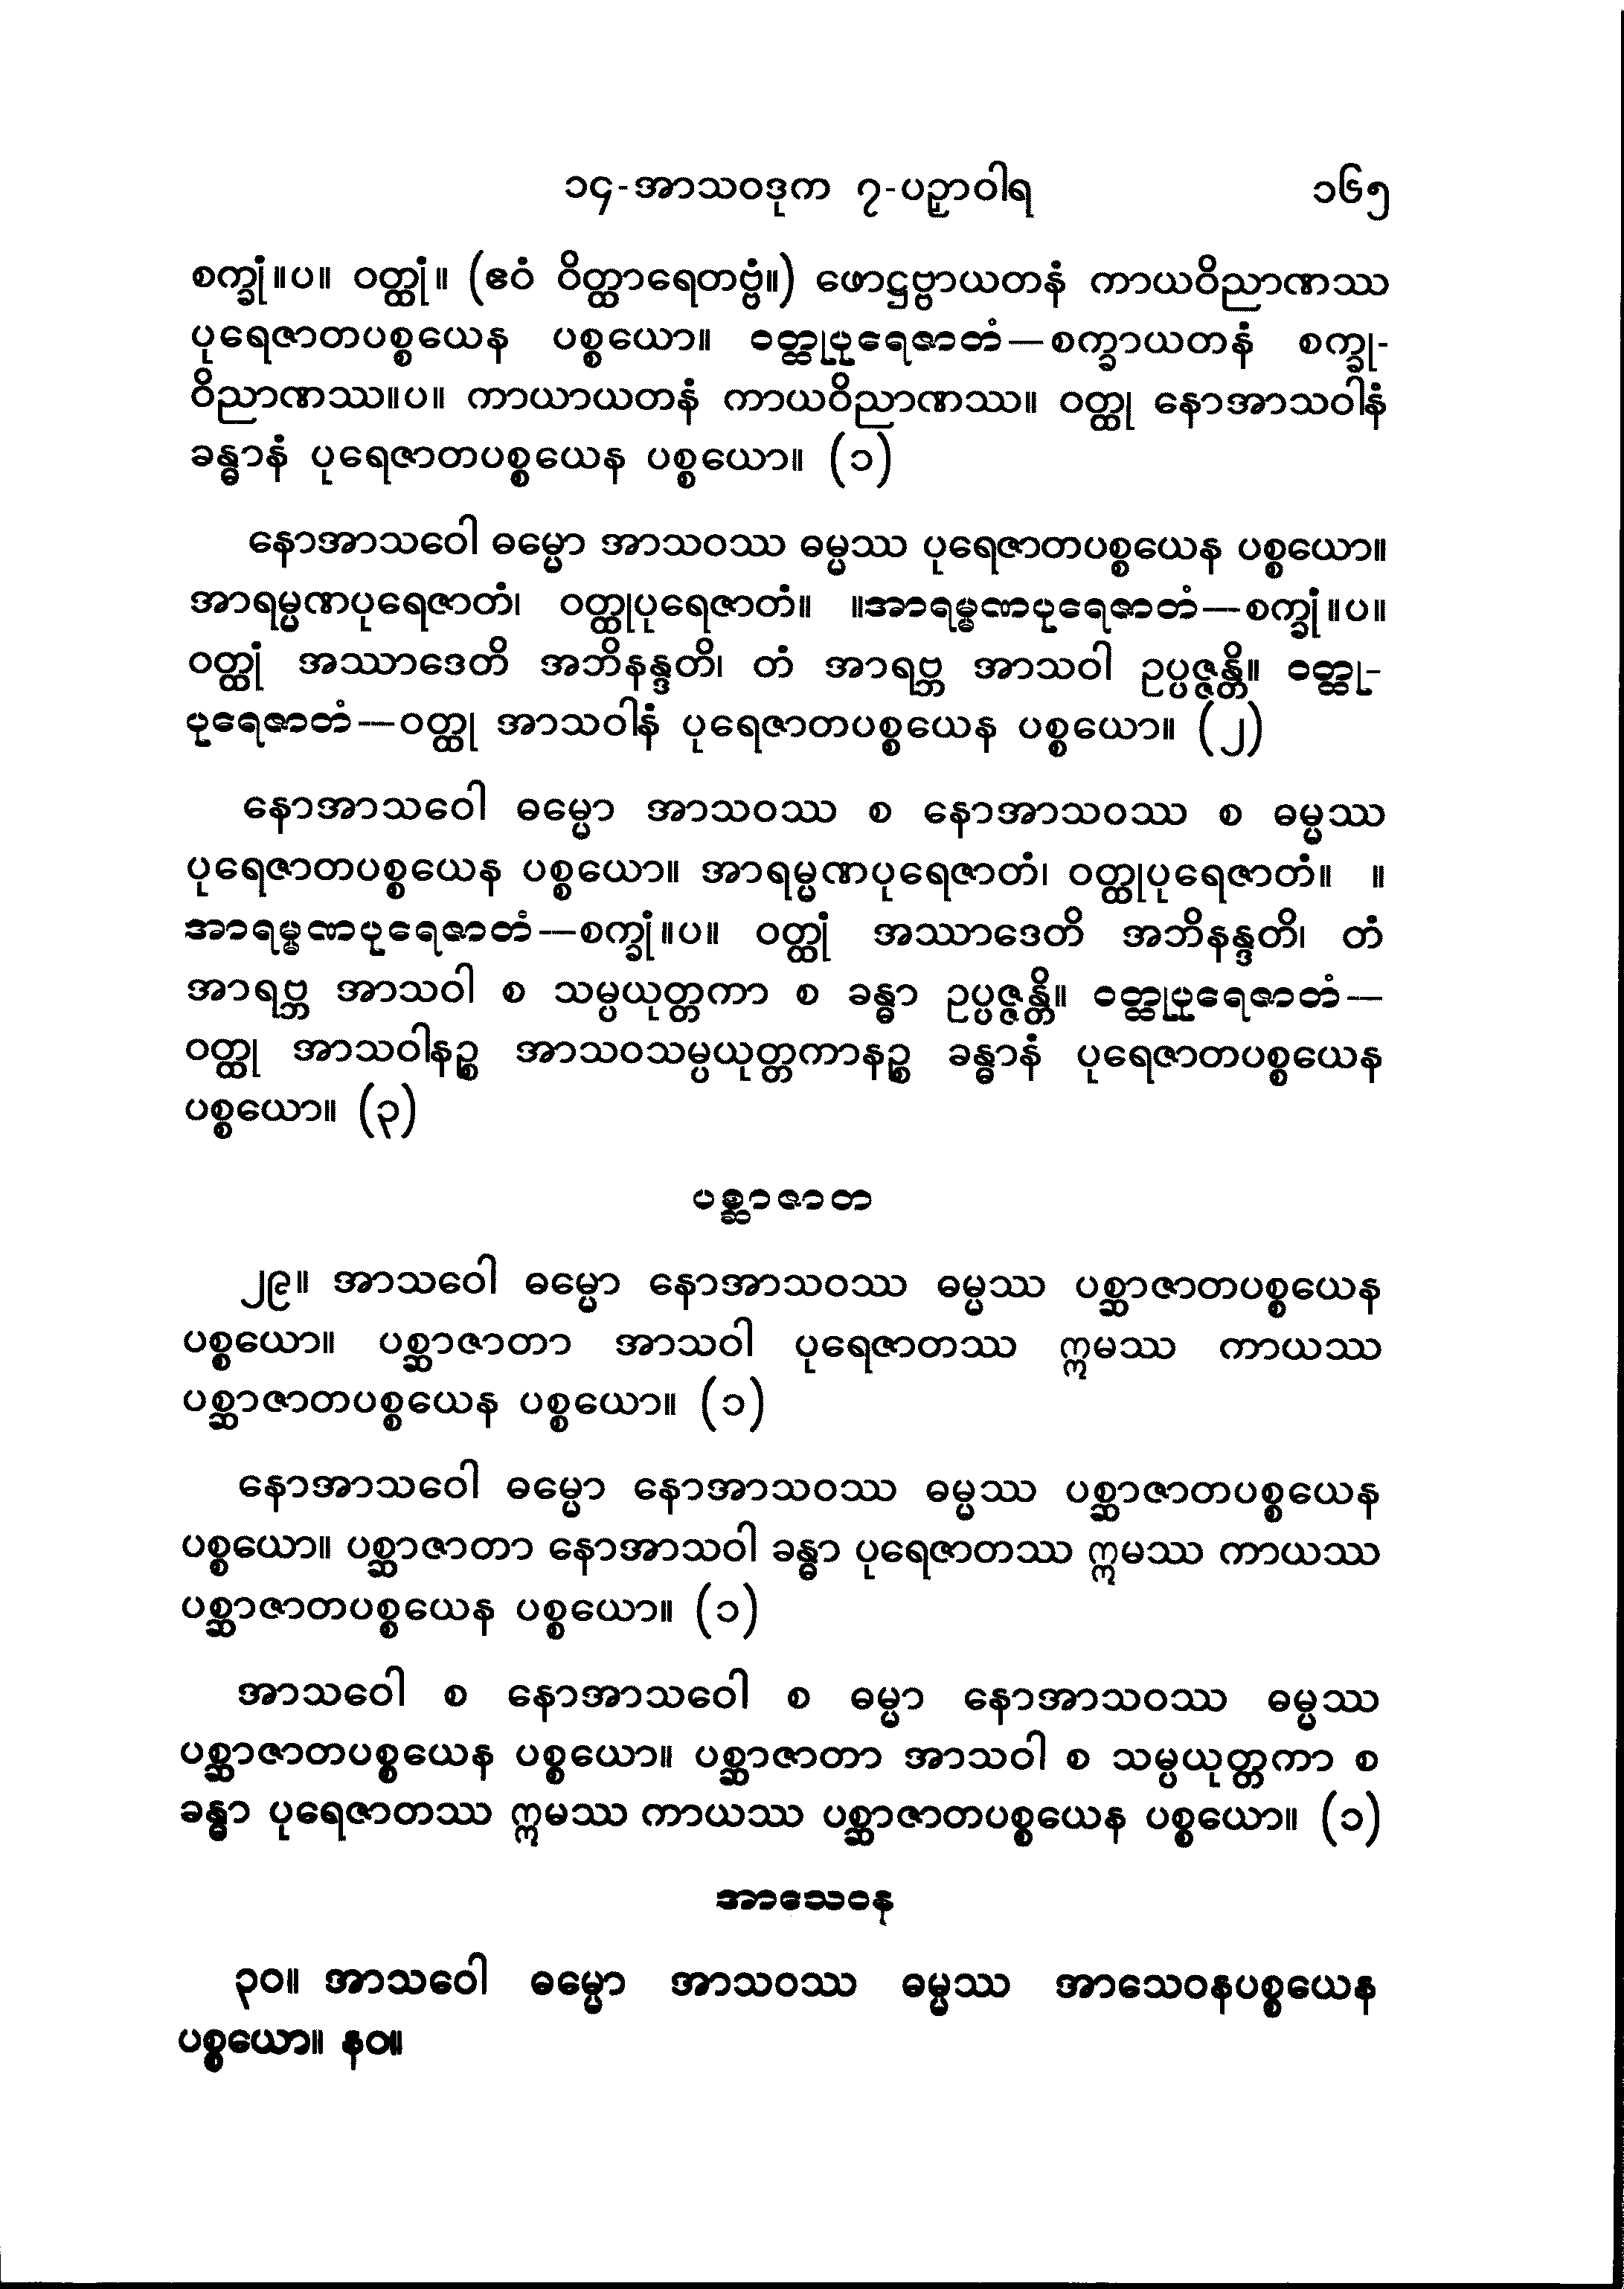 ၁၄-အာသဝဒုက ၇-ပဉှာဝါရ ၁၆၅
စက္ခုံ။ပ။ ဝတ္ထုံ။ (ဧဝံ ဝိတ္ထာရေတဗ္ဗံ။) ဖောဋ္ဌဗ္ဗာယတနံ ကာယဝိညာဏဿ
ပုရေဇာတပစ္စယေန ပစ္စယော။ ဝတ္ထုပုရေဇာတံ—စက္ခာယတနံ စက္ခု-
ဝိညာဏဿ။ပ။ ကာယာယတနံ ကာယဝိညာဏဿ။ ဝတ္ထု နောအာသဝါနံ
ခန္ဓာနံ ပုရေဇာတပစ္စယေန ပစ္စယော။ (၁)
နောအာသဝေါ ဓမ္မော အာသဝဿ ဓမ္မဿ ပုရေဇာတပစ္စယေန ပစ္စယော။
အာရမ္မဏပုရေဇာတံ၊ ဝတ္ထုပုရေဇာတံ။ ။အာရမ္မဏပုရေဇာတံ—စက္ခုံ။ပ။
ဝတ္ထုံ အဿာဒေတိ အဘိနန္ဒတိ၊ တံ အာရဗ္ဘ အာသဝါ ဥပ္ပဇ္ဇန္တိ။ ဝတ္ထု-
ပုရေဇာတံ—ဝတ္ထု အာသဝါနံ ပုရေဇာတပစ္စယေန ပစ္စယော။ (၂)
နောအာသဝေါ ဓမ္မော အာသဝဿ စ နောအာသဝဿ စ ဓမ္မဿ
ပုရေဇာတပစ္စယေန ပစ္စယော။ အာရမ္မဏပုရေဇာတံ၊ ဝတ္ထုပုရေဇာတံ။ ။
အာရမ္မဏပုရေဇာတံ—စက္ခုံ။ပ။ ဝတ္ထုံ အဿာဒေတိ အဘိနန္ဒတိ၊ တံ
အာရဗ္ဘ အာသဝါ စ သမ္ပယုတ္တကာ စ ခန္ဓာ ဥပ္ပဇ္ဇန္တိ။ ဝတ္ထုပုရေဇာတံ—
ဝတ္ထု အာသဝါနဉ္စ အာသဝသမ္ပယုတ္တကာနဉ္စ ခန္ဓာနံ ပုရေဇာတပစ္စယေန
ပစ္စယော။ (၃)
ပစ္ဆာဇာတ
၂၉။ အာသဝေါ ဓမ္မော နောအာသဝဿ ဓမ္မဿ ပစ္ဆာဇာတပစ္စယေန
ပစ္စယော။ ပစ္ဆာဇာတာ အာသဝါ ပုရေဇာတဿ ဣမဿ ကာယဿ
ပစ္ဆာဇာတပစ္စယေန ပစ္စယော။ (၁)
နောအာသဝေါ ဓမ္မော နောအာသဝဿ ဓမ္မဿ ပစ္ဆာဇာတပစ္စယေန
ပစ္စယော။ ပစ္ဆာဇာတာ နောအာသဝါ ခန္ဓာ ပုရေဇာတဿ ဣမဿ ကာယဿ
ပစ္ဆာဇာတပစ္စယေန ပစ္စယော။ (၁)
အာသဝေါ စ နောအာသဝေါ စ ဓမ္မာ နောအာသဝဿ ဓမ္မဿ
ပစ္ဆာဇာတပစ္စယေန ပစ္စယော။ ပစ္ဆာဇာတာ အာသဝါ စ သမ္ပယုတ္တကာ စ
ခန္ဓာ ပုရေဇာတဿ ဣမဿ ကာယဿ ပစ္ဆာဇာတပစ္စယေန ပစ္စယော။ (၁)
အာသေဝန
၃၀။ အာသဝေါ ဓမ္မော အာသဝဿ ဓမ္မဿ အာသေဝနပစ္စယေန
ပစ္စယော။ နဝ။